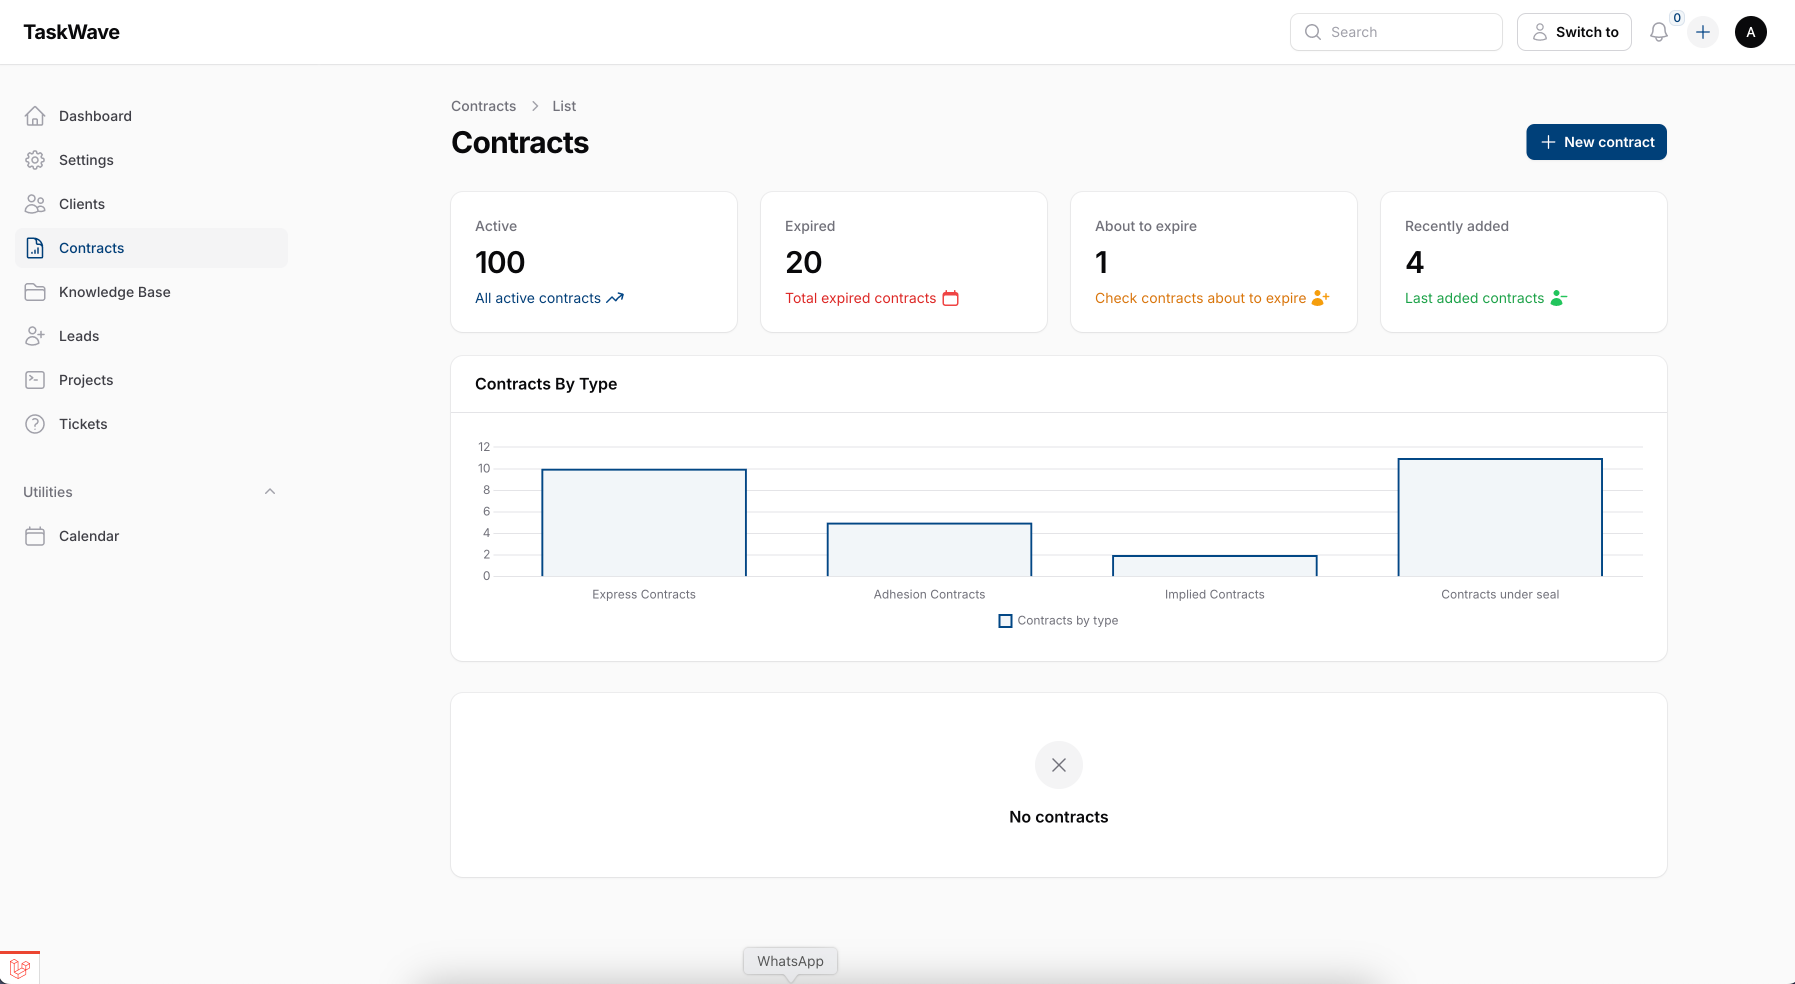 TaskWave
Search
Switch to
0
A
Dashboard
Settings
Clients
Contracts
Knowledge Base
Leads
Projects
Tickets
Utilities
Calendar
Contracts
List
Contracts
New contract
Active
100
All active contracts
Expired
20
Total expired contracts
About to expire
1
Check contracts about to expire
Recently added
4
Last added contracts
Contracts By Type
12
10
8
6
4
2
0
Express Contracts
Adhesion Contracts
Implied Contracts
Contracts under seal
Contracts by type
No contracts
WhatsApp